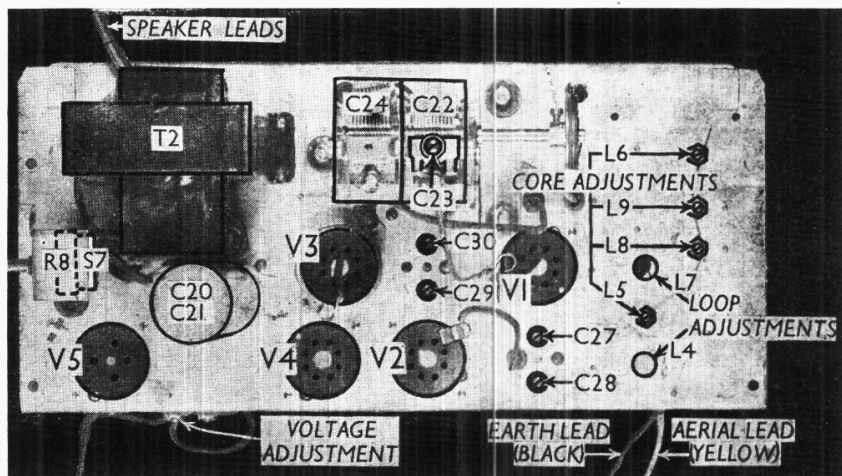 SPEAKER LEADS
C24
C22
T2
C23
L6
CORE ADJUSTMENTS
L9
L8
V3
C30
R8
S7
C29
V1
L7
L5
LOOP
ADJUSTMENTS
C20
C21
C27
V5
V4
V2
L4
C28
VOLTAGE
ADJUSTMENT
EARTH LEAD
(BLACK)
AERIAL LEAD
(YELLOW)